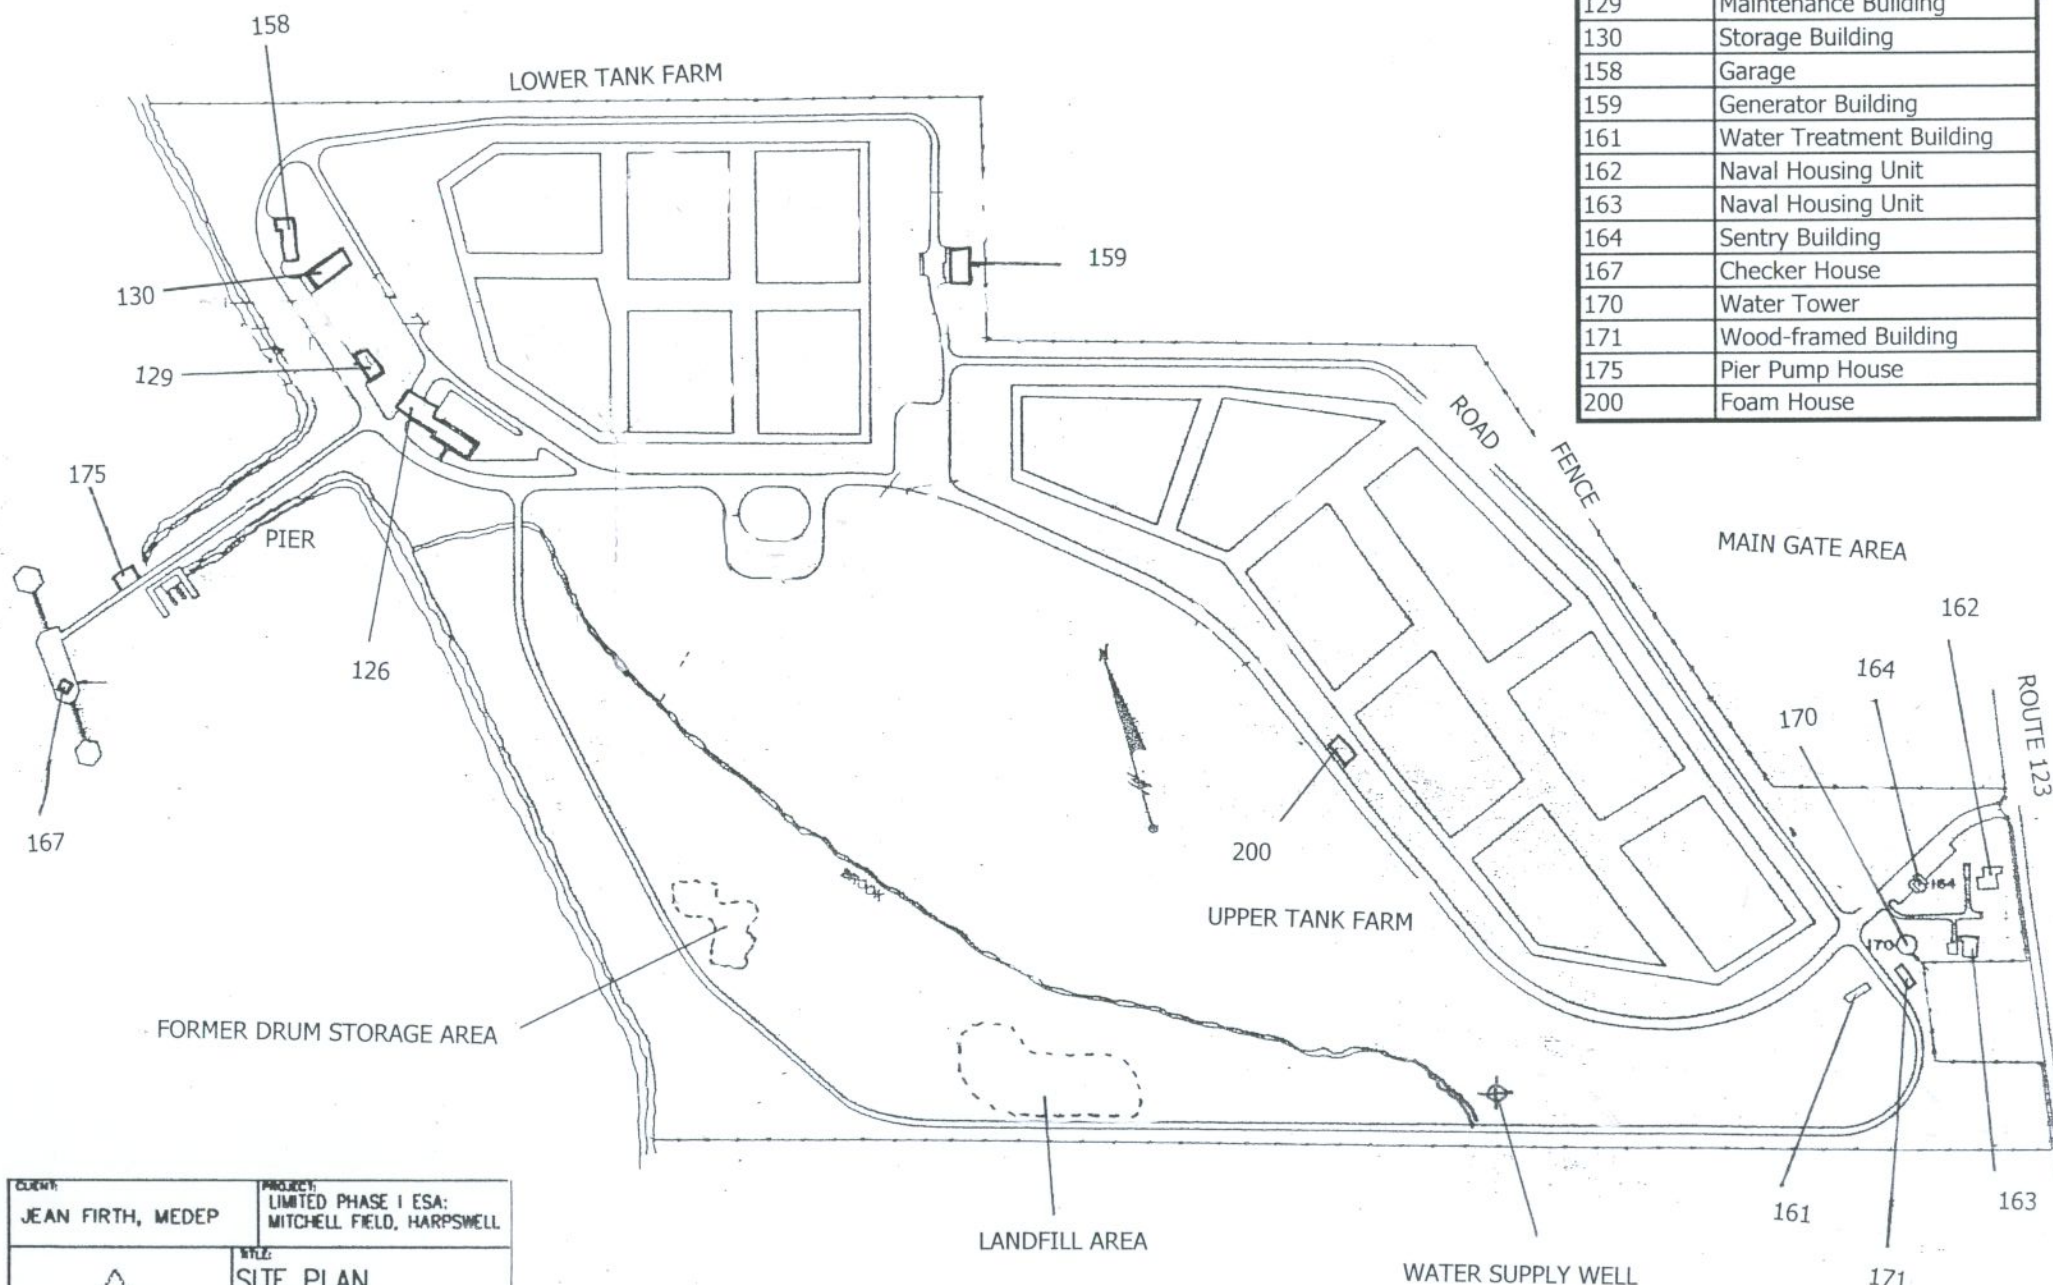 158
LOWER TANK FARM
129 Maintenance Building
130 Storage Building
158 Garage
159 Generator Building
161 Water Treatment Building
162 Naval Housing Unit
163 Naval Housing Unit
164 Sentry Building
167 Checker House
170 Water Tower
171 Wood-framed Building
175 Pier Pump House
200 Foam House
159
130
129
ROAD
FENCE
175
PIER
MAIN GATE AREA
162
126
164
ROUTE 123
170
N
167
200
164
UPPER TANK FARM
170
FORMER DRUM STORAGE AREA
161
163
LANDFILL AREA
WATER SUPPLY WELL
171
CLIENT:
JEAN FIRTH, MEDEP
PROJECT:
LIMITED PHASE I ESA:
MITCHELL FIELD, HARPSWELL
TITLE:
SITE PLAN